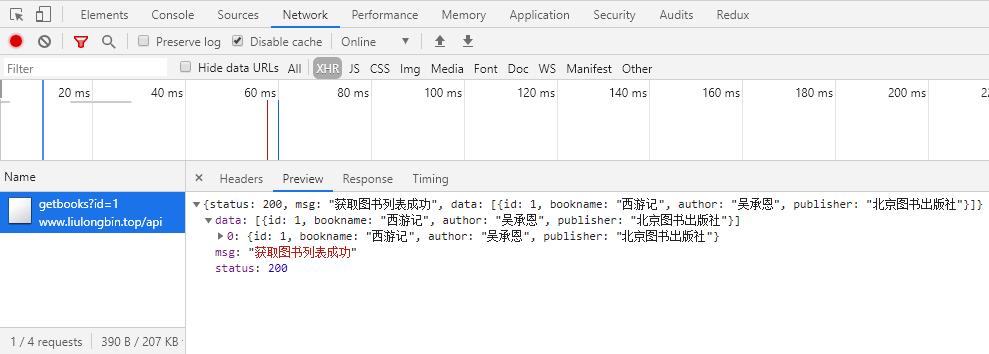 Elements Console Sources Network Performance Memory Application Security Audits Redux
Preserve log Disable cache Online
Filter Hide data URLs All XHR JS CSS Img Media Font Doc WS Manifest Other
20 ms 40 ms 60 ms 80 ms 100 ms 120 ms 140 ms 160 ms 180 ms 200 ms 22
Name × Headers Preview Response Timing
getbooks?id=1
www.liulongbin.top/api
{status: 200, msg: "获取图书列表成功", data: [{id: 1, bookname: "西游记", author: "吴承恩", publisher: "北京图书出版社"}]}
data: [{id: 1, bookname: "西游记", author: "吴承恩", publisher: "北京图书出版社"}]
0: {id: 1, bookname: "西游记", author: "吴承恩", publisher: "北京图书出版社"}
msg: "获取图书列表成功"
status: 200
1 / 4 requests 390 B / 207 KB